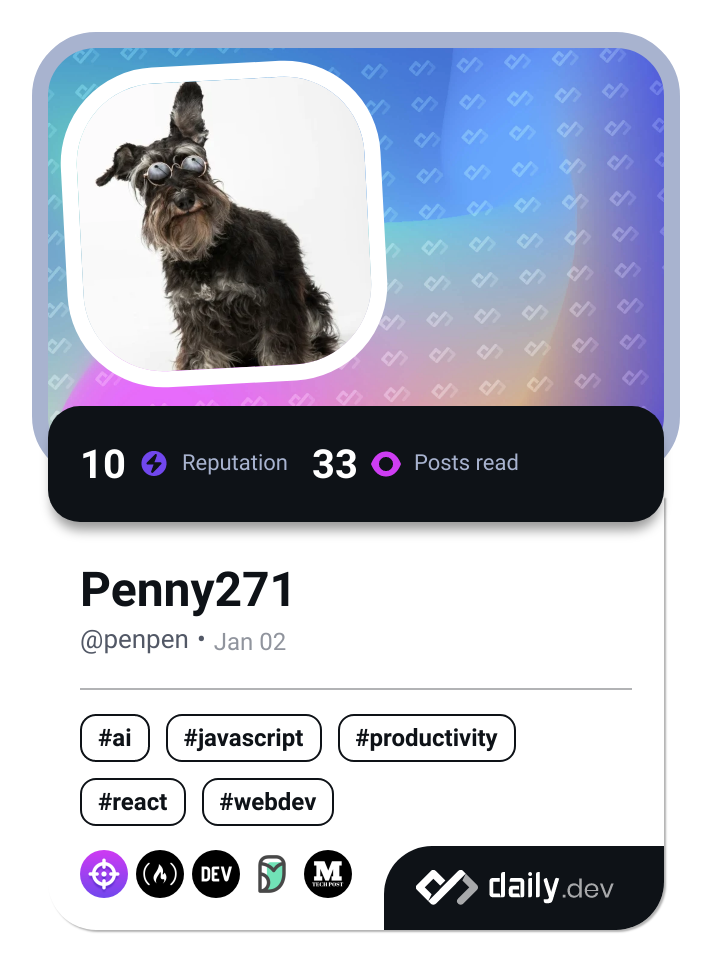 10 Reputation 33 Posts read
Penny271
@penpen • Jan 02
#ai #javascript #productivity
#react #webdev
DEV M TECH POST
daily.dev